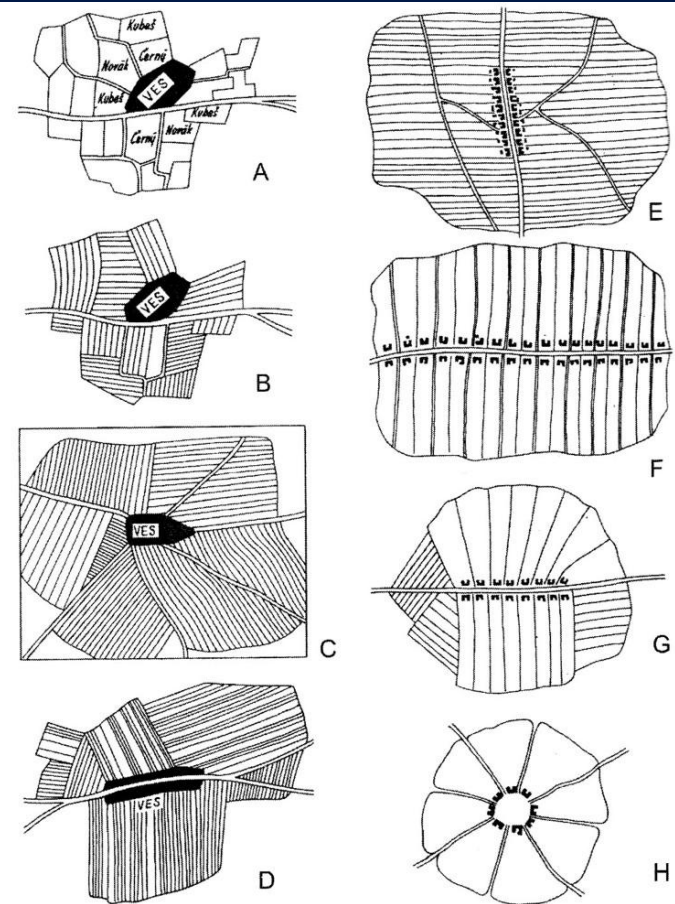 Kubeš
Černý
Novák
VES
Kubeš
Kubeš
Novák
Černý
A
VES
B
VES
C
VES
D
E
F
G
H